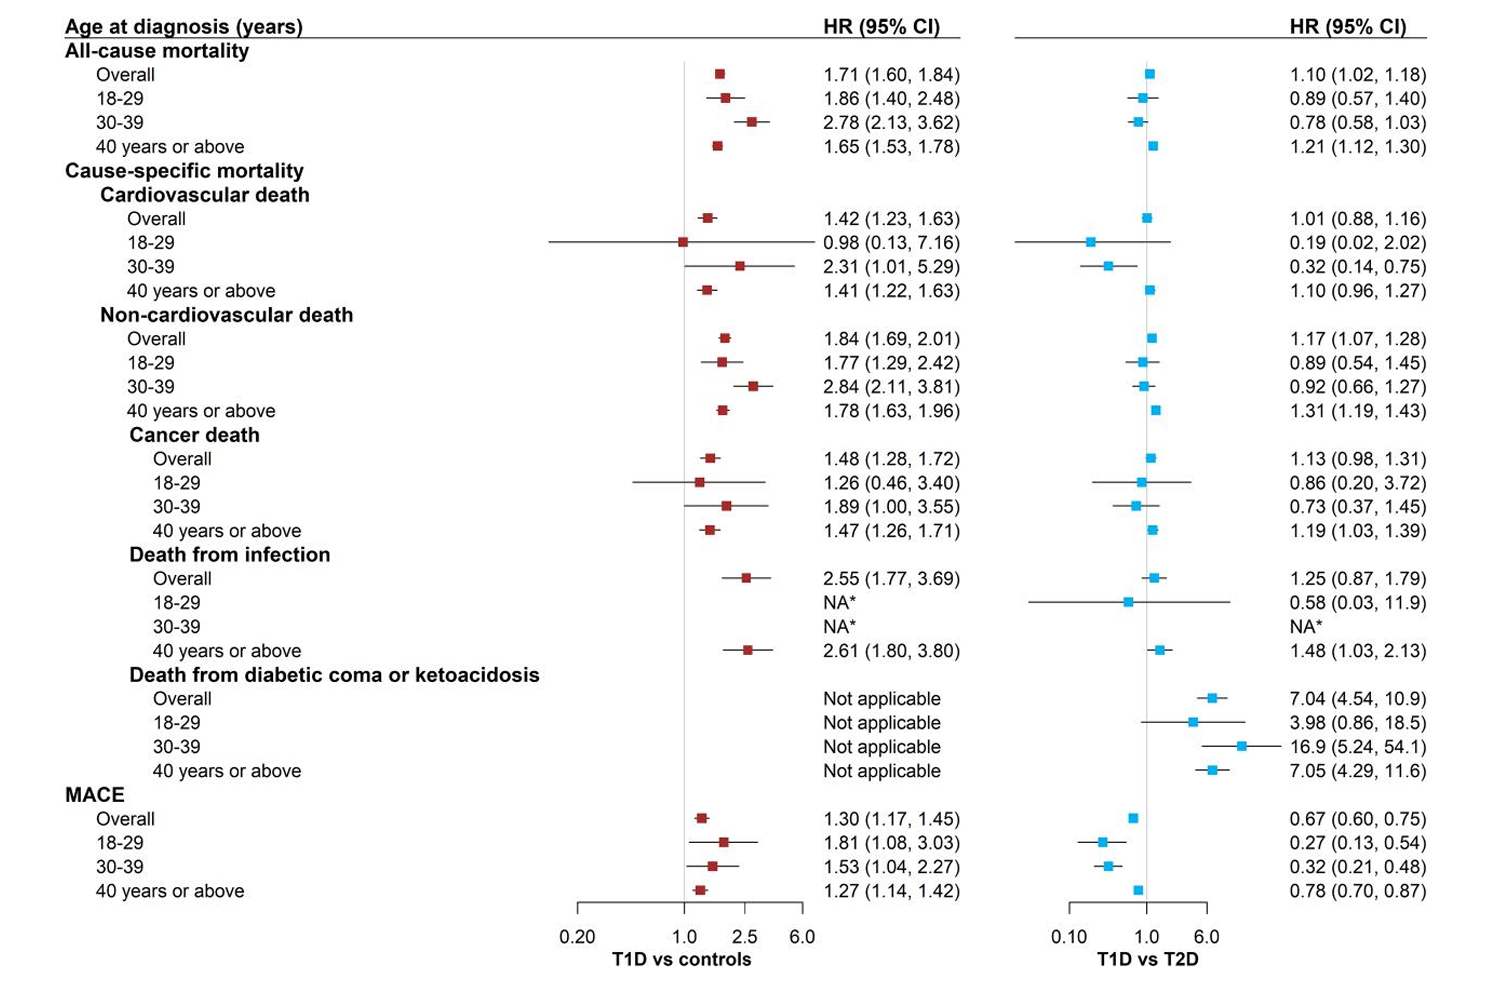 Age at diagnosis (years) HR (95% CI) HR (95% CI)
All-cause mortality
Overall 1.71 (1.60, 1.84) 1.10 (1.02, 1.18)
18-29 1.86 (1.40, 2.48) 0.89 (0.57, 1.40)
30-39 2.78 (2.13, 3.62) 0.78 (0.58, 1.03)
40 years or above 1.65 (1.53, 1.78) 1.21 (1.12, 1.30)
Cause-specific mortality
Cardiovascular death
Overall 1.42 (1.23, 1.63) 1.01 (0.88, 1.16)
18-29 0.98 (0.13, 7.16) 0.19 (0.02, 2.02)
30-39 2.31 (1.01, 5.29) 0.32 (0.14, 0.75)
40 years or above 1.41 (1.22, 1.63) 1.10 (0.96, 1.27)
Non-cardiovascular death
Overall 1.84 (1.69, 2.01) 1.17 (1.07, 1.28)
18-29 1.77 (1.29, 2.42) 0.89 (0.54, 1.45)
30-39 2.84 (2.11, 3.81) 0.92 (0.66, 1.27)
40 years or above 1.78 (1.63, 1.96) 1.31 (1.19, 1.43)
Cancer death
Overall 1.48 (1.28, 1.72) 1.13 (0.98, 1.31)
18-29 1.26 (0.46, 3.40) 0.86 (0.20, 3.72)
30-39 1.89 (1.00, 3.55) 0.73 (0.37, 1.45)
40 years or above 1.47 (1.26, 1.71) 1.19 (1.03, 1.39)
Death from infection
Overall 2.55 (1.77, 3.69) 1.25 (0.87, 1.79)
18-29 NA* 0.58 (0.03, 11.9)
30-39 NA* NA*
40 years or above 2.61 (1.80, 3.80) 1.48 (1.03, 2.13)
Death from diabetic coma or ketoacidosis
Overall Not applicable 7.04 (4.54, 10.9)
18-29 Not applicable 3.98 (0.86, 18.5)
30-39 Not applicable 16.9 (5.24, 54.1)
40 years or above Not applicable 7.05 (4.29, 11.6)
MACE
Overall 1.30 (1.17, 1.45) 0.67 (0.60, 0.75)
18-29 1.81 (1.08, 3.03) 0.27 (0.13, 0.54)
30-39 1.53 (1.04, 2.27) 0.32 (0.21, 0.48)
40 years or above 1.27 (1.14, 1.42) 0.78 (0.70, 0.87)
0.20 1.0 2.5 6.0 0.10 1.0 6.0
T1D vs controls T1D vs T2D